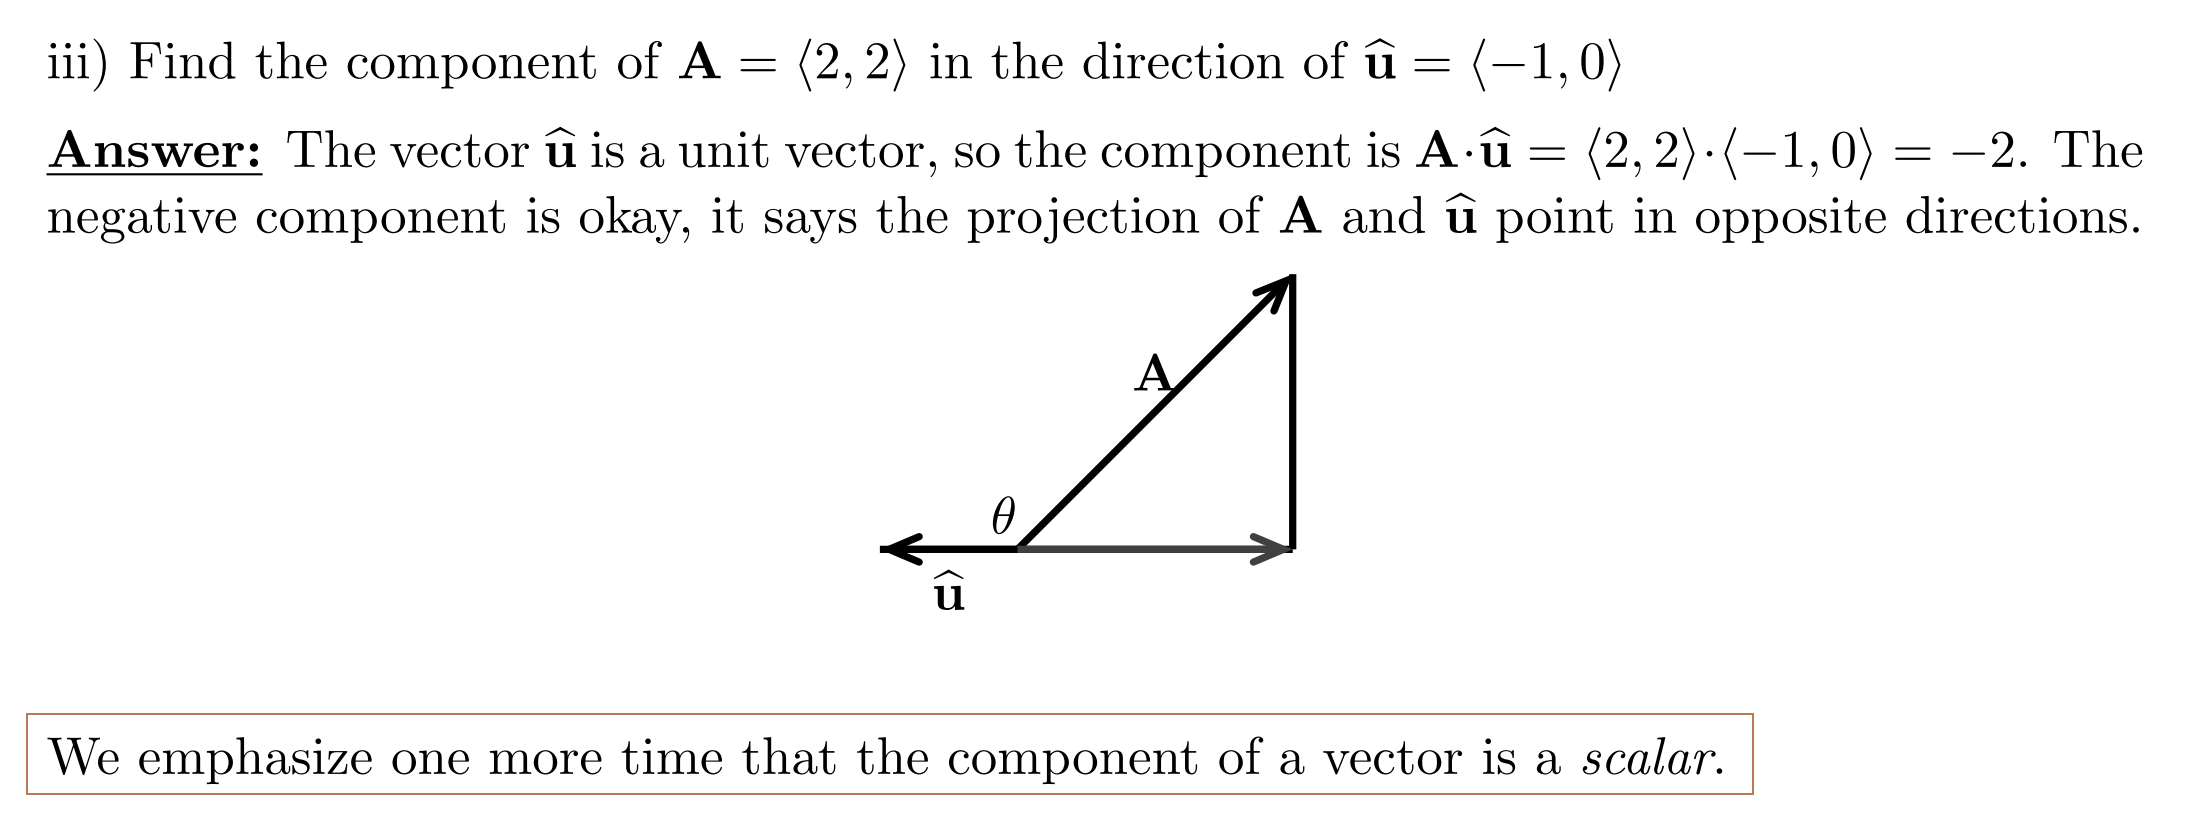 iii) Find the component of A = ⟨2, 2⟩ in the direction of û = ⟨−1, 0⟩
Answer: The vector û is a unit vector, so the component is A·û = ⟨2, 2⟩·⟨−1, 0⟩ = −2. The
negative component is okay, it says the projection of A and û point in opposite directions.
A
θ
û
We emphasize one more time that the component of a vector is a scalar.